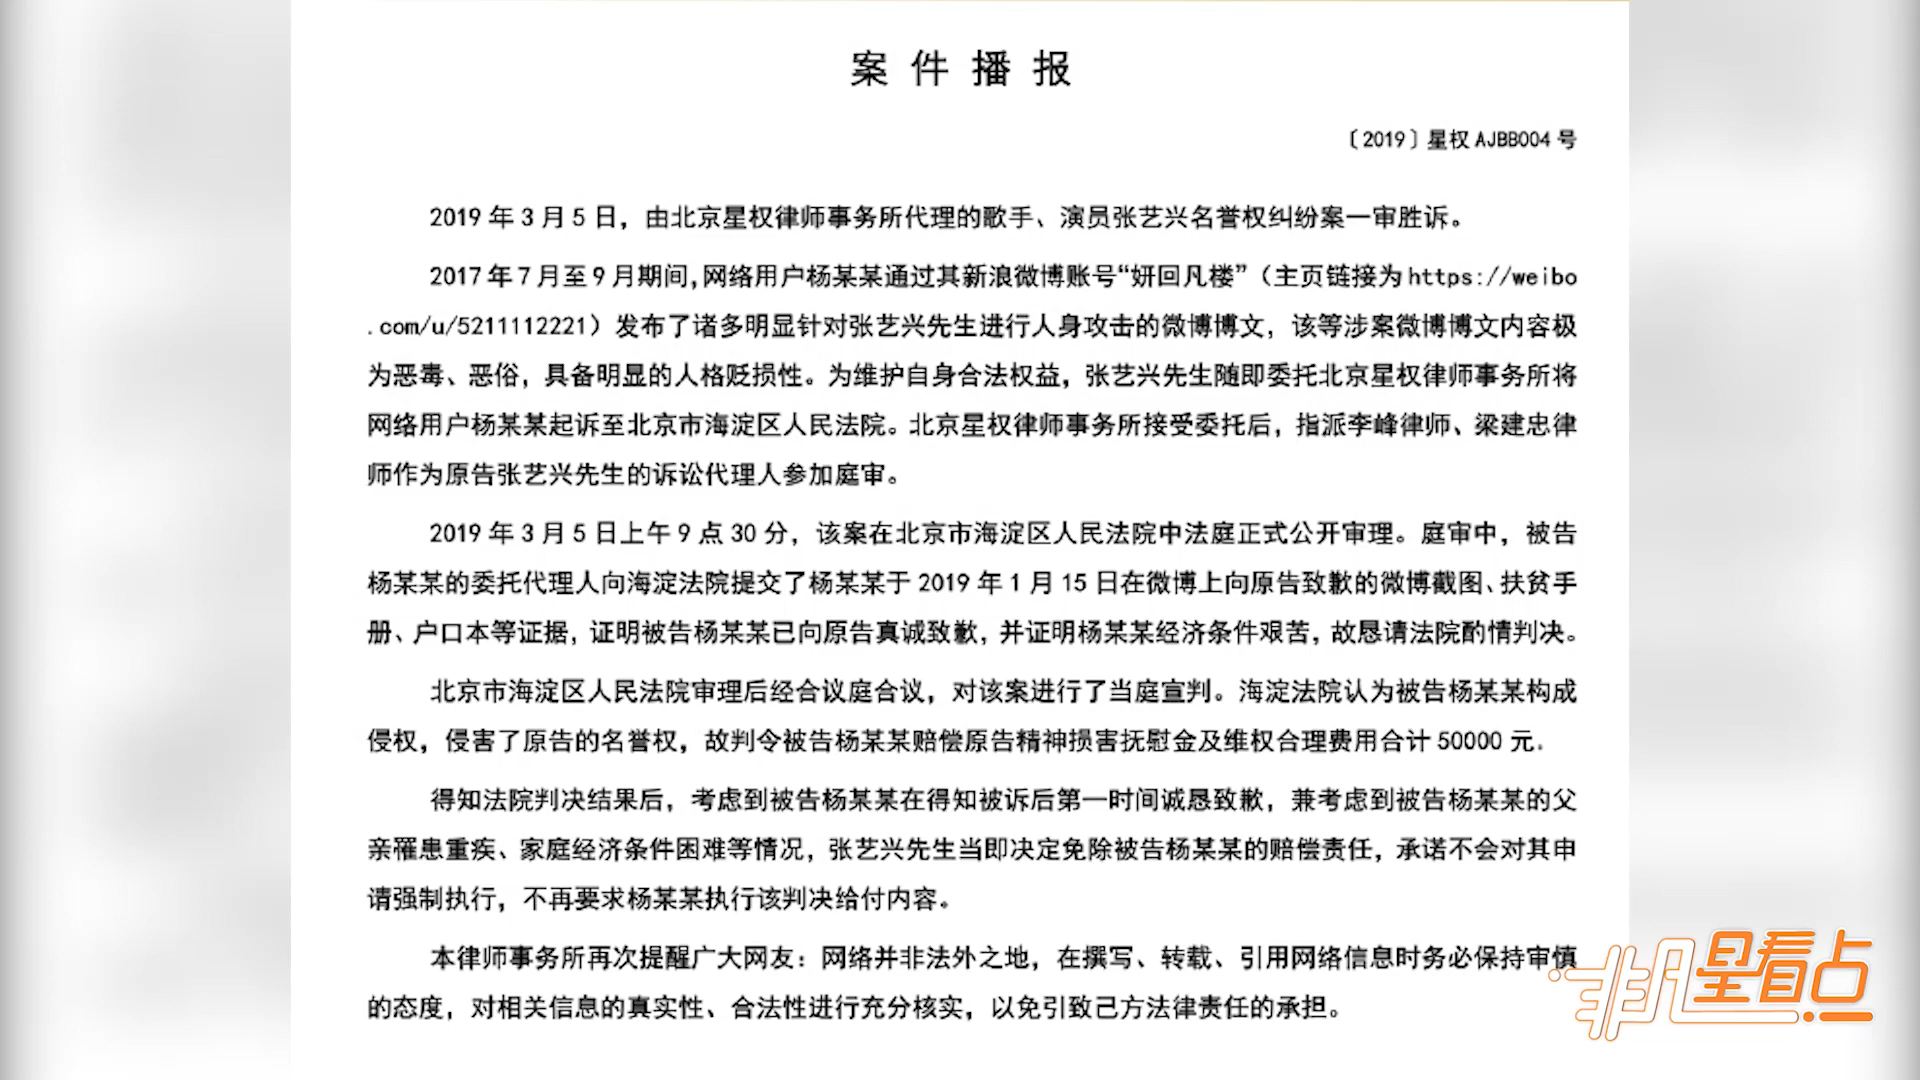 案件播报
〔2019〕星权 AJBB004 号
2019 年 3 月 5 日，由北京星权律师事务所代理的歌手、演员张艺兴名誉权纠纷案一审胜诉。
2017 年 7 月至 9 月期间,网络用户杨某某通过其新浪微博账号“妍回凡楼”（主页链接为 https://weibo
.com/u/5211112221）发布了诸多明显针对张艺兴先生进行人身攻击的微博博文，该等涉案微博博文内容极
为恶毒、恶俗，具备明显的人格贬损性。为维护自身合法权益，张艺兴先生随即委托北京星权律师事务所将
网络用户杨某某起诉至北京市海淀区人民法院。北京星权律师事务所接受委托后，指派李峰律师、梁建忠律
师作为原告张艺兴先生的诉讼代理人参加庭审。
2019 年 3 月 5 日上午 9 点 30 分，该案在北京市海淀区人民法院中法庭正式公开审理。庭审中，被告
杨某某的委托代理人向海淀法院提交了杨某某于 2019 年 1 月 15 日在微博上向原告致歉的微博截图、扶贫手
册、户口本等证据，证明被告杨某某已向原告真诚致歉，并证明杨某某经济条件艰苦，故恳请法院酌情判决。
北京市海淀区人民法院审理后经合议庭合议，对该案进行了当庭宣判。海淀法院认为被告杨某某构成
侵权，侵害了原告的名誉权，故判令被告杨某某赔偿原告精神损害抚慰金及维权合理费用合计 50000 元.
得知法院判决结果后，考虑到被告杨某某在得知被诉后第一时间诚恳致歉，兼考虑到被告杨某某的父
亲罹患重疾、家庭经济条件困难等情况，张艺兴先生当即决定免除被告杨某某的赔偿责任，承诺不会对其申
请强制执行，不再要求杨某某执行该判决给付内容。
本律师事务所再次提醒广大网友：网络并非法外之地，在撰写、转载、引用网络信息时务必保持审慎
的态度，对相关信息的真实性、合法性进行充分核实，以免引致己方法律责任的承担。
非凡星看点